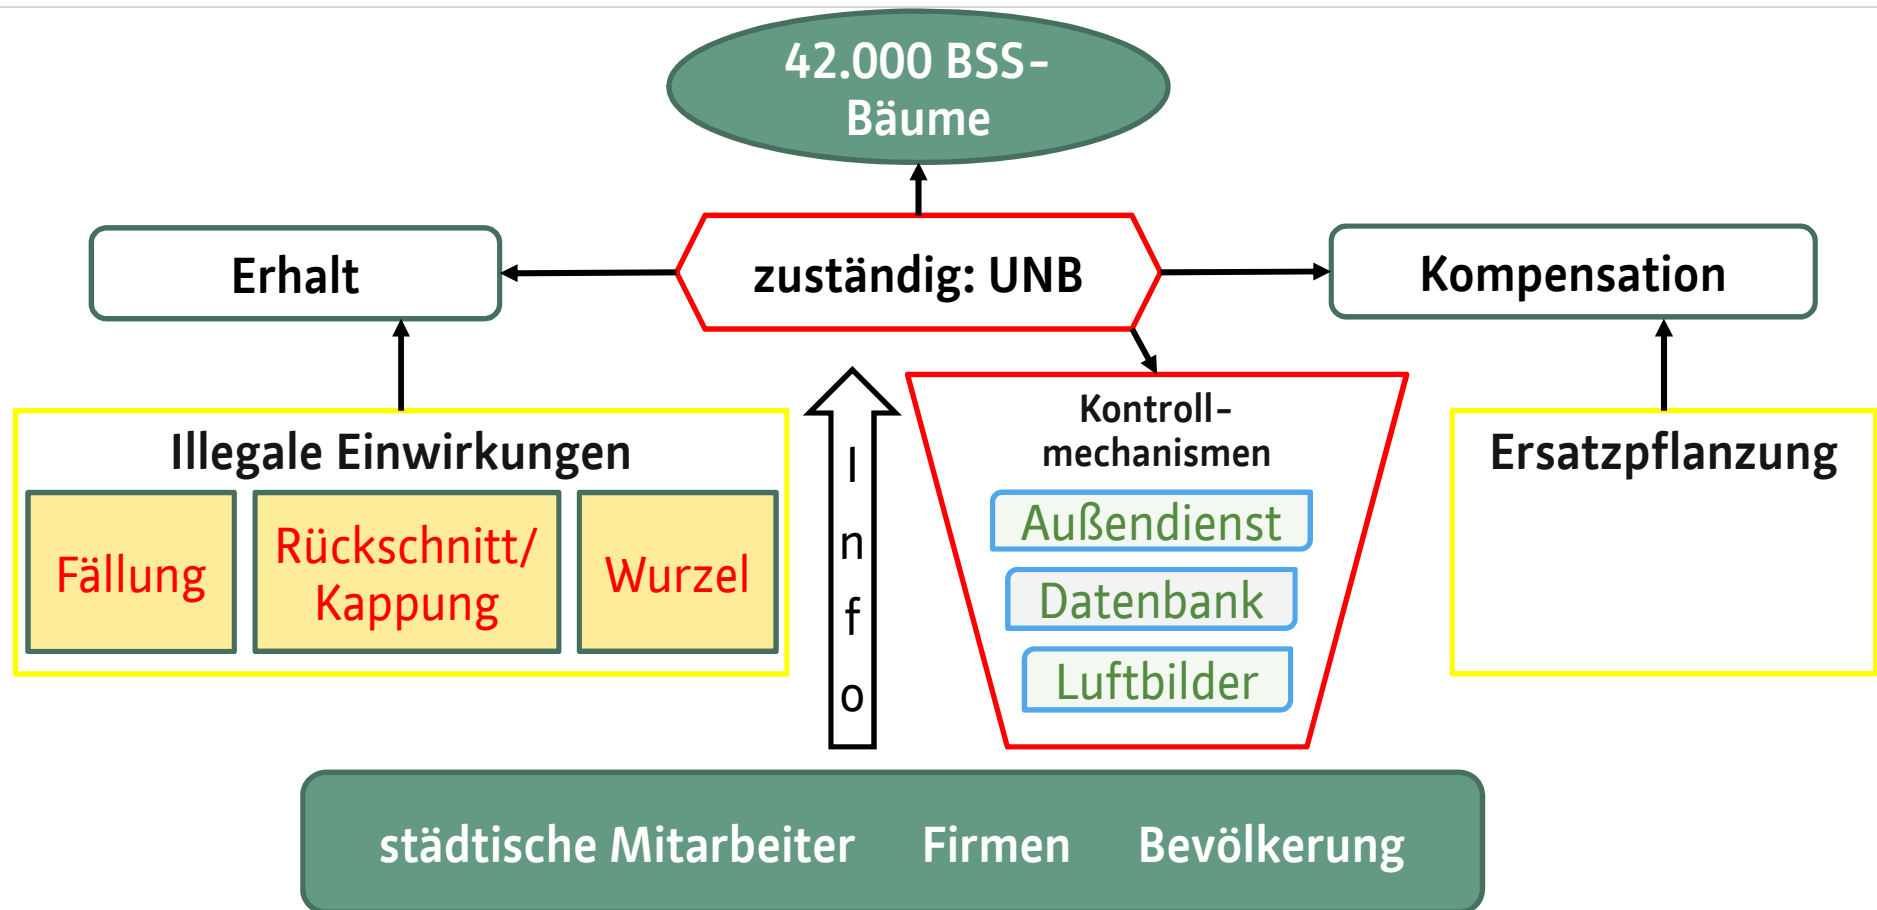 42.000 BSS-
Bäume
Erhalt
zuständig: UNB
Kompensation
Illegale Einwirkungen
Fällung
Rückschnitt/
Kappung
Wurzel
I
n
f
o
Kontroll-
mechanismen
Außendienst
Datenbank
Luftbilder
Ersatzpflanzung
städtische Mitarbeiter Firmen Bevölkerung